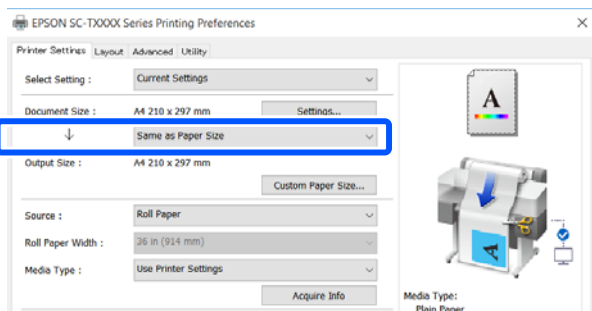 EPSON SC-TXXXX Series Printing Preferences
Printer Settings Layout Advanced Utility
Select Setting : Current Settings
Document Size : A4 210 x 297 mm Settings...
↓ Same as Paper Size
Output Size : A4 210 x 297 mm
Custom Paper Size...
Source : Roll Paper
Roll Paper Width : 36 in (914 mm)
Media Type : Use Printer Settings
Acquire Info
A
A
Media Type:
Plain Paper